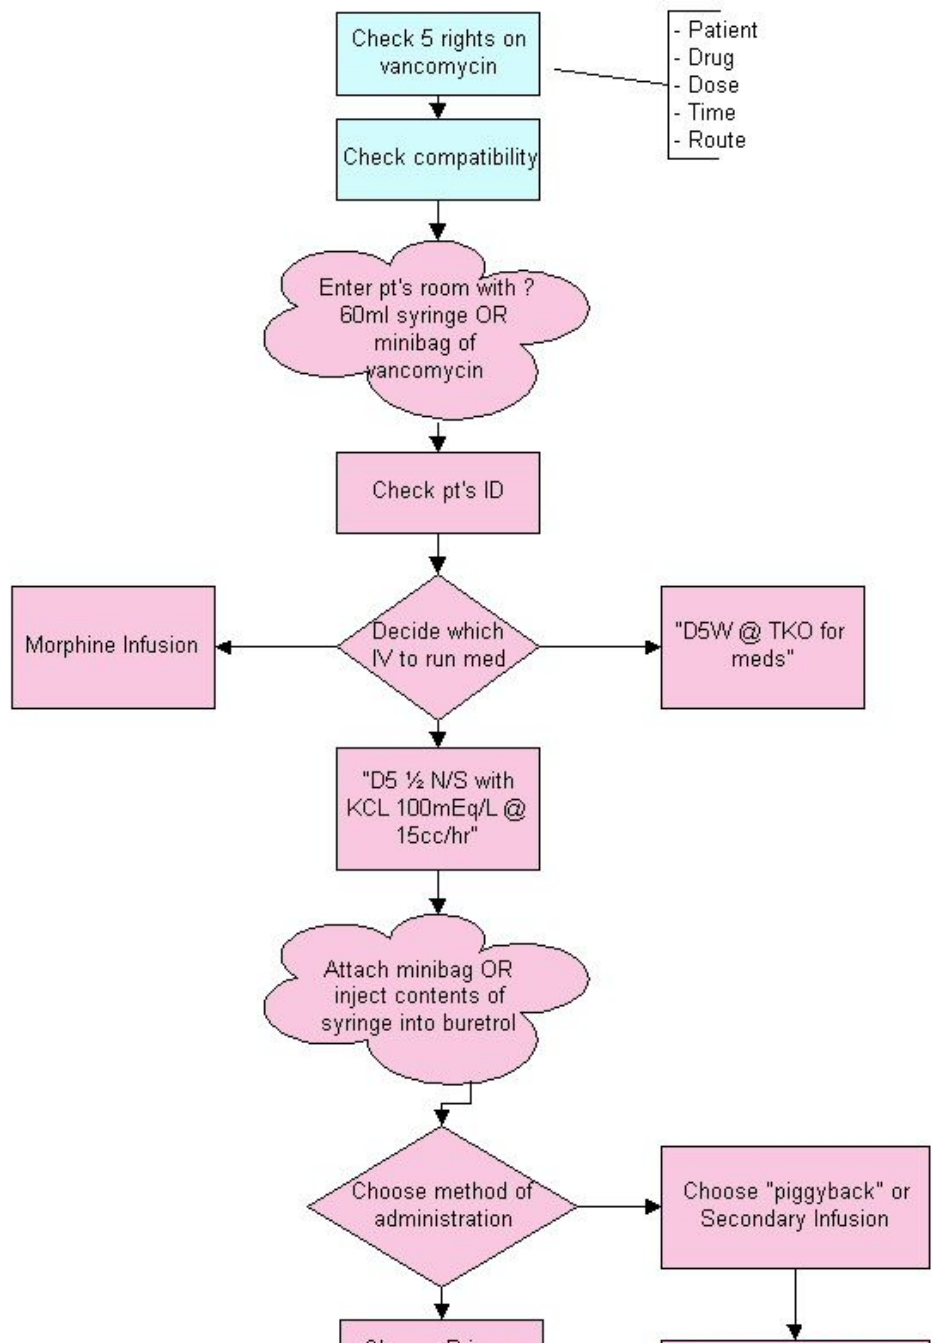 Check 5 rights on
vancomycin
- Patient
- Drug
- Dose
- Time
- Route
Check compatibility
Enter pt's room with ?
60ml syringe OR
minibag of
vancomycin
Check pt's ID
Morphine Infusion
Decide which
IV to run med
"D5W @ TKO for
meds"
"D5 ½ N/S with
KCL 100mEq/L @
15cc/hr"
Attach minibag OR
inject contents of
syringe into buretrol
Choose method of
administration
Choose "piggyback" or
Secondary Infusion